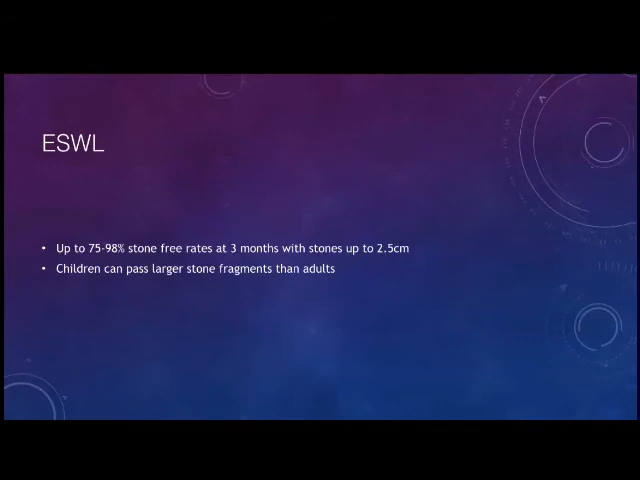 ESWL
• Up to 75-98% stone free rates at 3 months with stones up to 2.5cm
• Children can pass larger stone fragments than adults